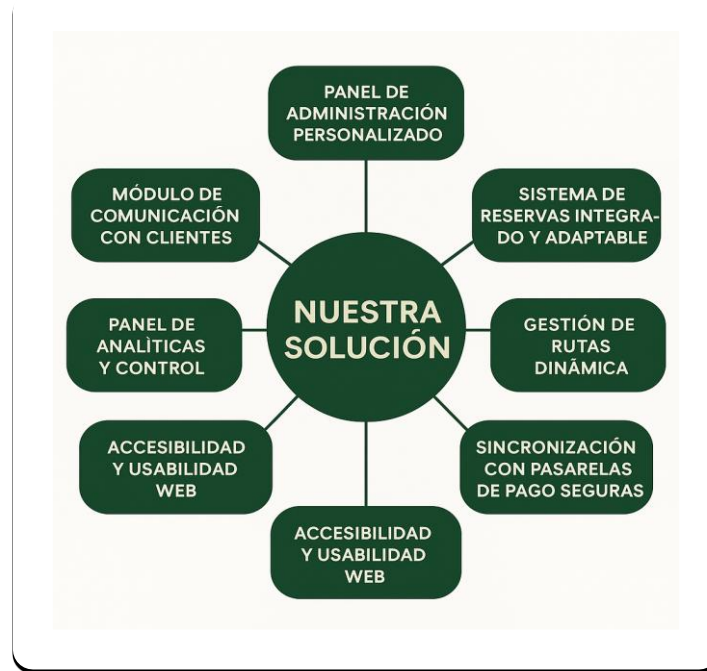 PANEL DE
ADMINISTRACIÓN
PERSONALIZADO
MÓDULO DE
COMUNICACIÓN
CON CLIENTES
SISTEMA DE
RESERVAS INTEGRA-
DO Y ADAPTABLE
NUESTRA
SOLUCIÓN
PANEL DE
ANALÌTICAS
Y CONTROL
GESTIÓN DE
RUTAS
DINÃMICA
ACCESIBILIDAD
Y USABILIDAD
WEB
SINCRONIZACIÓN
CON PASARELAS
DE PAGO SEGURAS
ACCESIBILIDAD
Y USABILIDAD
WEB